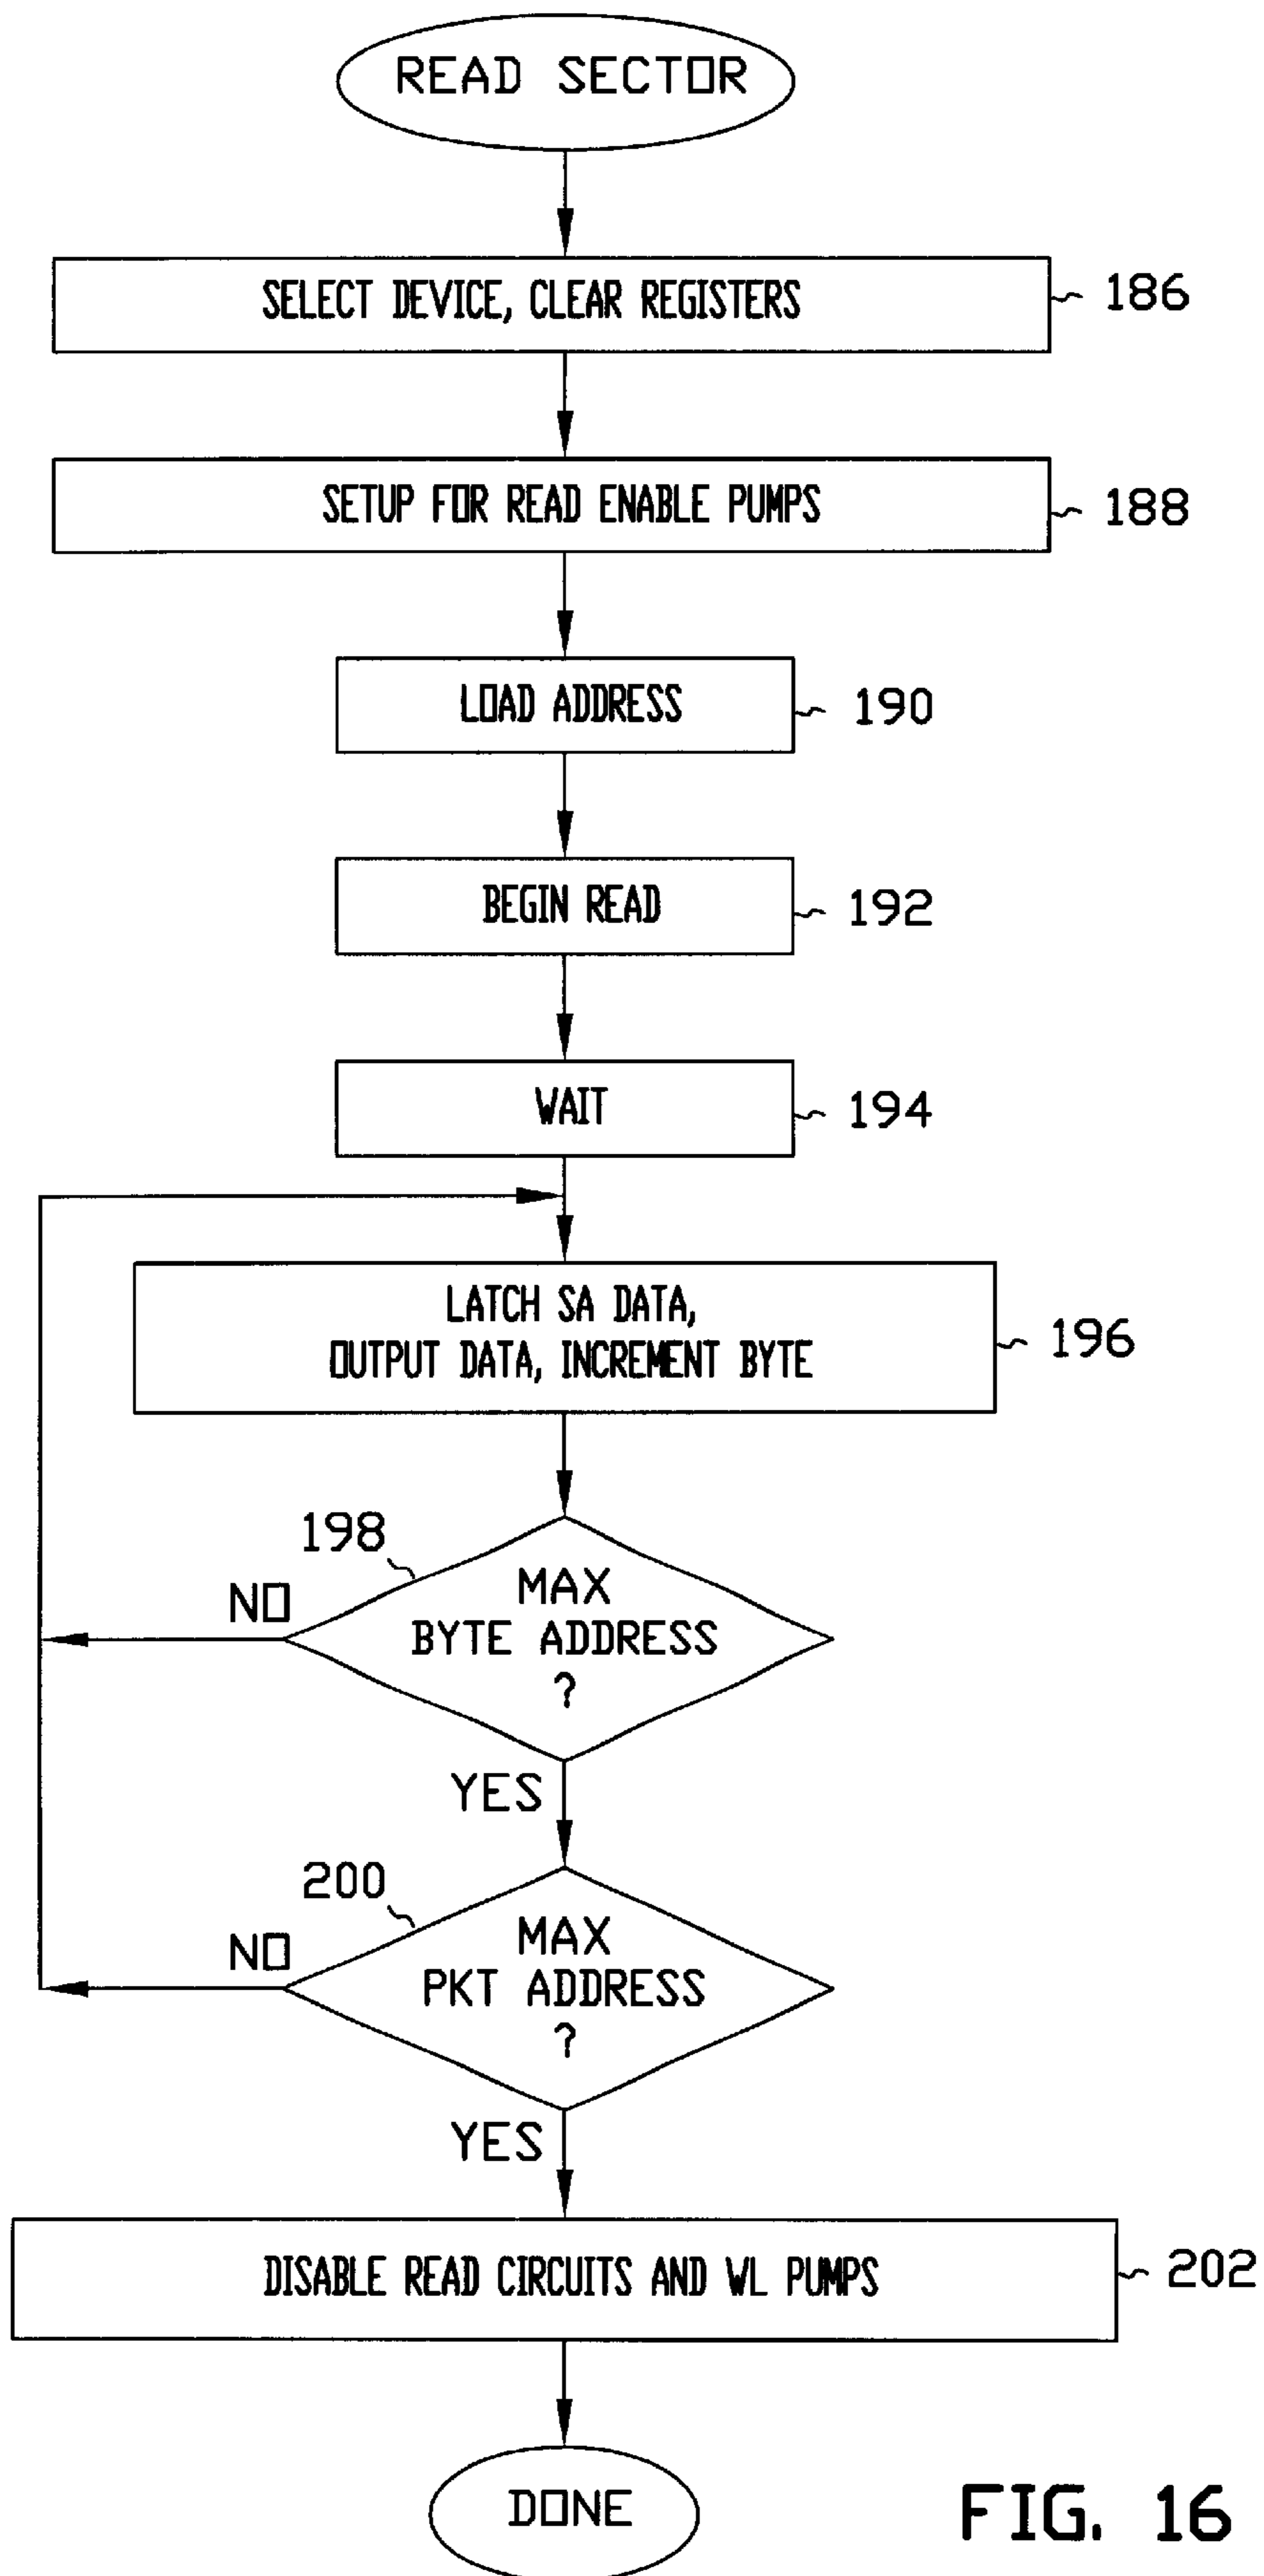 READ SECTOR
SELECT DEVICE, CLEAR REGISTERS
186
SETUP FOR READ ENABLE PUMPS
188
LOAD ADDRESS
190
BEGIN READ
192
WAIT
194
LATCH SA DATA,
OUTPUT DATA, INCREMENT BYTE
196
198
NO
MAX
BYTE ADDRESS
?
YES
200
NO
MAX
PKT ADDRESS
?
YES
DISABLE READ CIRCUITS AND WL PUMPS
202
DONE
FIG. 16